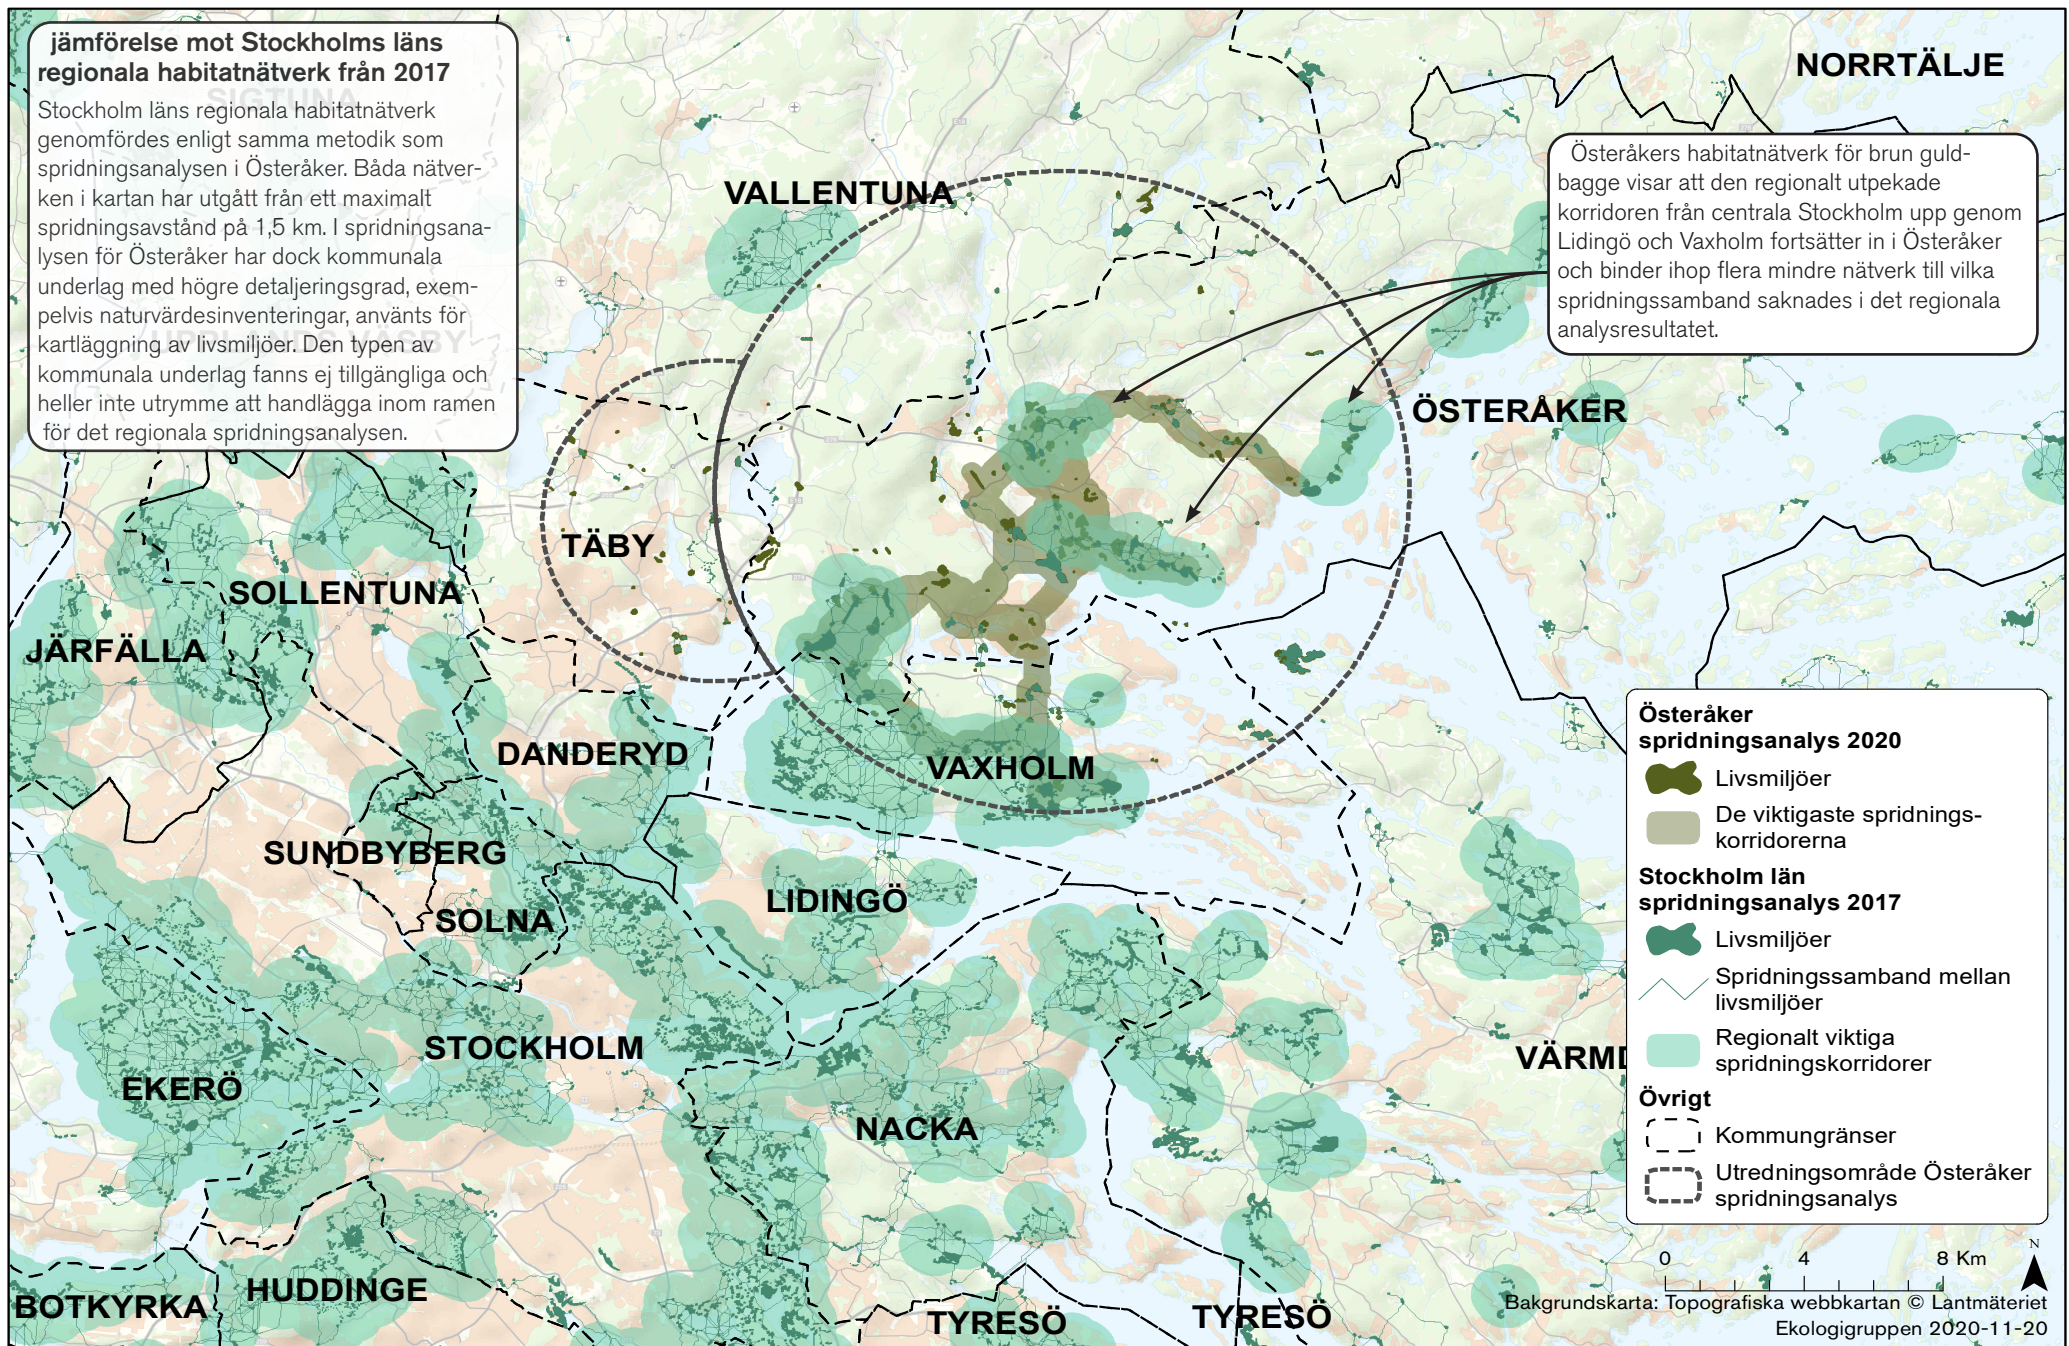 jämförelse mot Stockholms läns
regionala habitatnätverk från 2017
Stockholm läns regionala habitatnätverk
genomfördes enligt samma metodik som
spridningsanalysen i Österåker. Båda nätver-
ken i kartan har utgått från ett maximalt
spridningsavstånd på 1,5 km. I spridningsana-
lysen för Österåker har dock kommunala
underlag med högre detaljeringsgrad, exem-
pelvis naturvärdesinventeringar, använts för
kartläggning av livsmiljöer. Den typen av
kommunala underlag fanns ej tillgängliga och
heller inte utrymme att handlägga inom ramen
för det regionala spridningsanalysen.
SIGTUNA
UPPLANDS VÄSBY
NORRTÄLJE
Österåkers habitatnätverk för brun guld-
bagge visar att den regionalt utpekade
korridoren från centrala Stockholm upp genom
Lidingö och Vaxholm fortsätter in i Österåker
och binder ihop flera mindre nätverk till vilka
spridningssamband saknades i det regionala
analysresultatet.
VALLENTUNA
ÖSTERÅKER
TÄBY
SOLLENTUNA
JÄRFÄLLA
DANDERYD
VAXHOLM
SUNDBYBERG
LIDINGÖ
SOLNA
STOCKHOLM
EKERÖ
NACKA
VÄRMD
HUDDINGE
BOTKYRKA
TYRESÖ
TYRESÖ
Österåker
spridningsanalys 2020
Livsmiljöer
De viktigaste spridnings-
korridorerna
Stockholm län
spridningsanalys 2017
Livsmiljöer
Spridningssamband mellan
livsmiljöer
Regionalt viktiga
spridningskorridorer
Övrigt
Kommungränser
Utredningsområde Österåker
spridningsanalys
0 4 8 Km
N
Bakgrundskarta: Topografiska webbkartan © Lantmäteriet
Ekologigruppen 2020-11-20